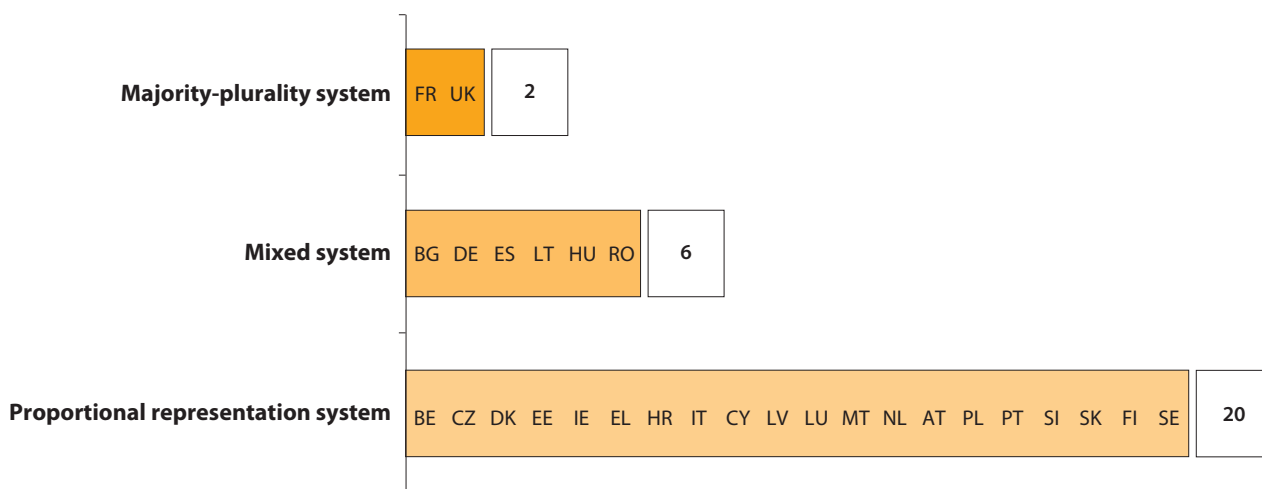 Majority-plurality system
FR UK
2
Mixed system
BG DE ES LT HU RO
6
Proportional representation system
BE CZ DK EE IE EL HR IT CY LV LU MT NL AT PL PT SI SK FI SE
20